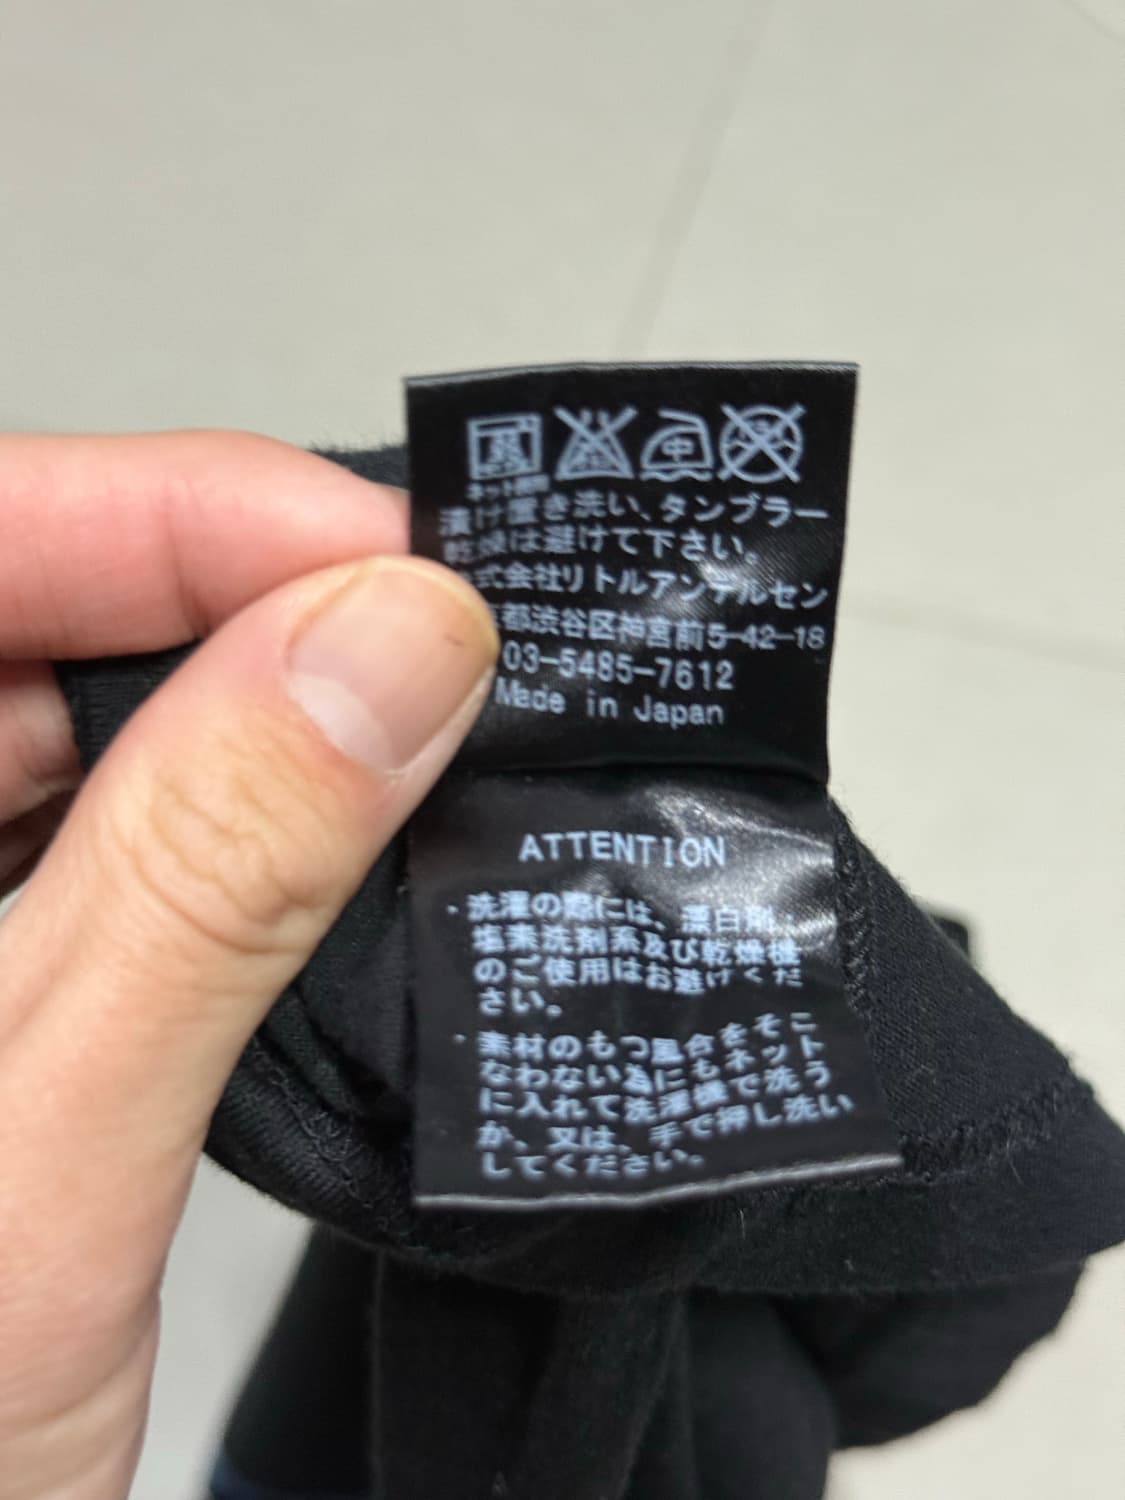 ネット使用
中
漬け置き洗い、タンブラー
乾燥は避けて下さい。
式会社リトルアンデルセン
都渋谷区神宮前5-42-18
03-5485-7612
Made in Japan
ATTENTION
・洗濯の際には、漂白剤、
塩素洗剤系及び乾燥機
のご使用はお避けくだ
さい。
・素材のもつ風合をそこ
なわない為にもネット
に入れて洗濯機で洗う
か、又は、手で押し洗い
してください。